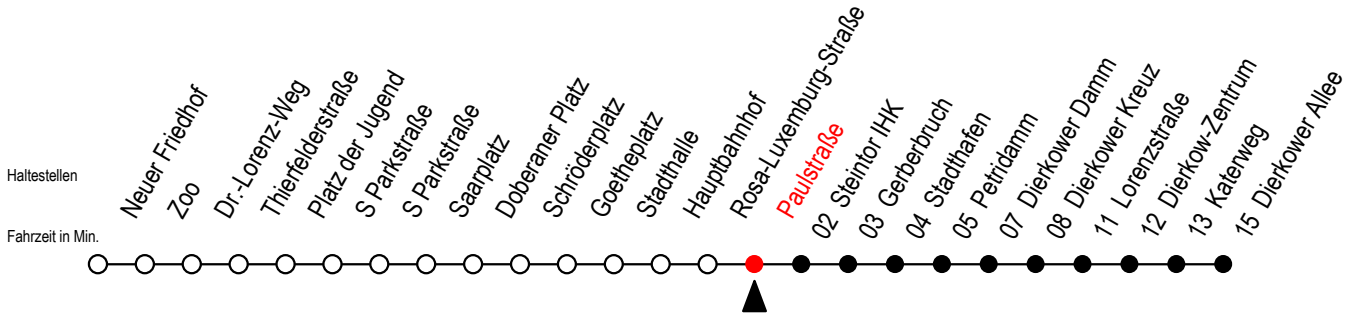 Haltestellen
Neuer Friedhof
Zoo
Dr.-Lorenz-Weg
Thierfelderstraße
Platz der Jugend
S Parkstraße
S Parkstraße
Saarplatz
Doberaner Platz
Schröderplatz
Goetheplatz
Stadthalle
Hauptbahnhof
Rosa-Luxemburg-Straße
Paulstraße
02 Steintor IHK
03 Gerberbruch
04 Stadthafen
05 Petridamm
07 Dierkower Damm
08 Dierkower Kreuz
11 Lorenzstraße
12 Dierkow-Zentrum
13 Katerweg
15 Dierkower Allee
Fahrzeit in Min.